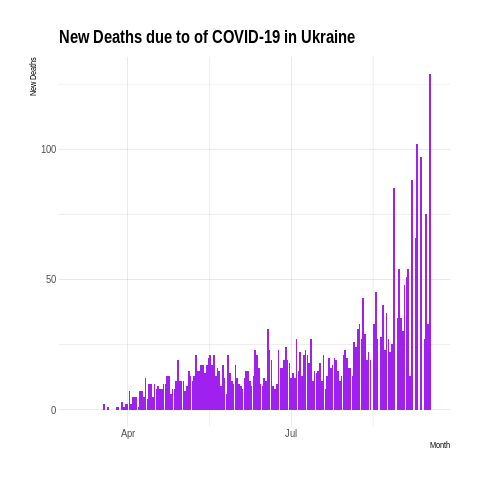 New Deaths due to of COVID-19 in Ukraine
New Deaths
100
50
0
Apr
Jul
Month